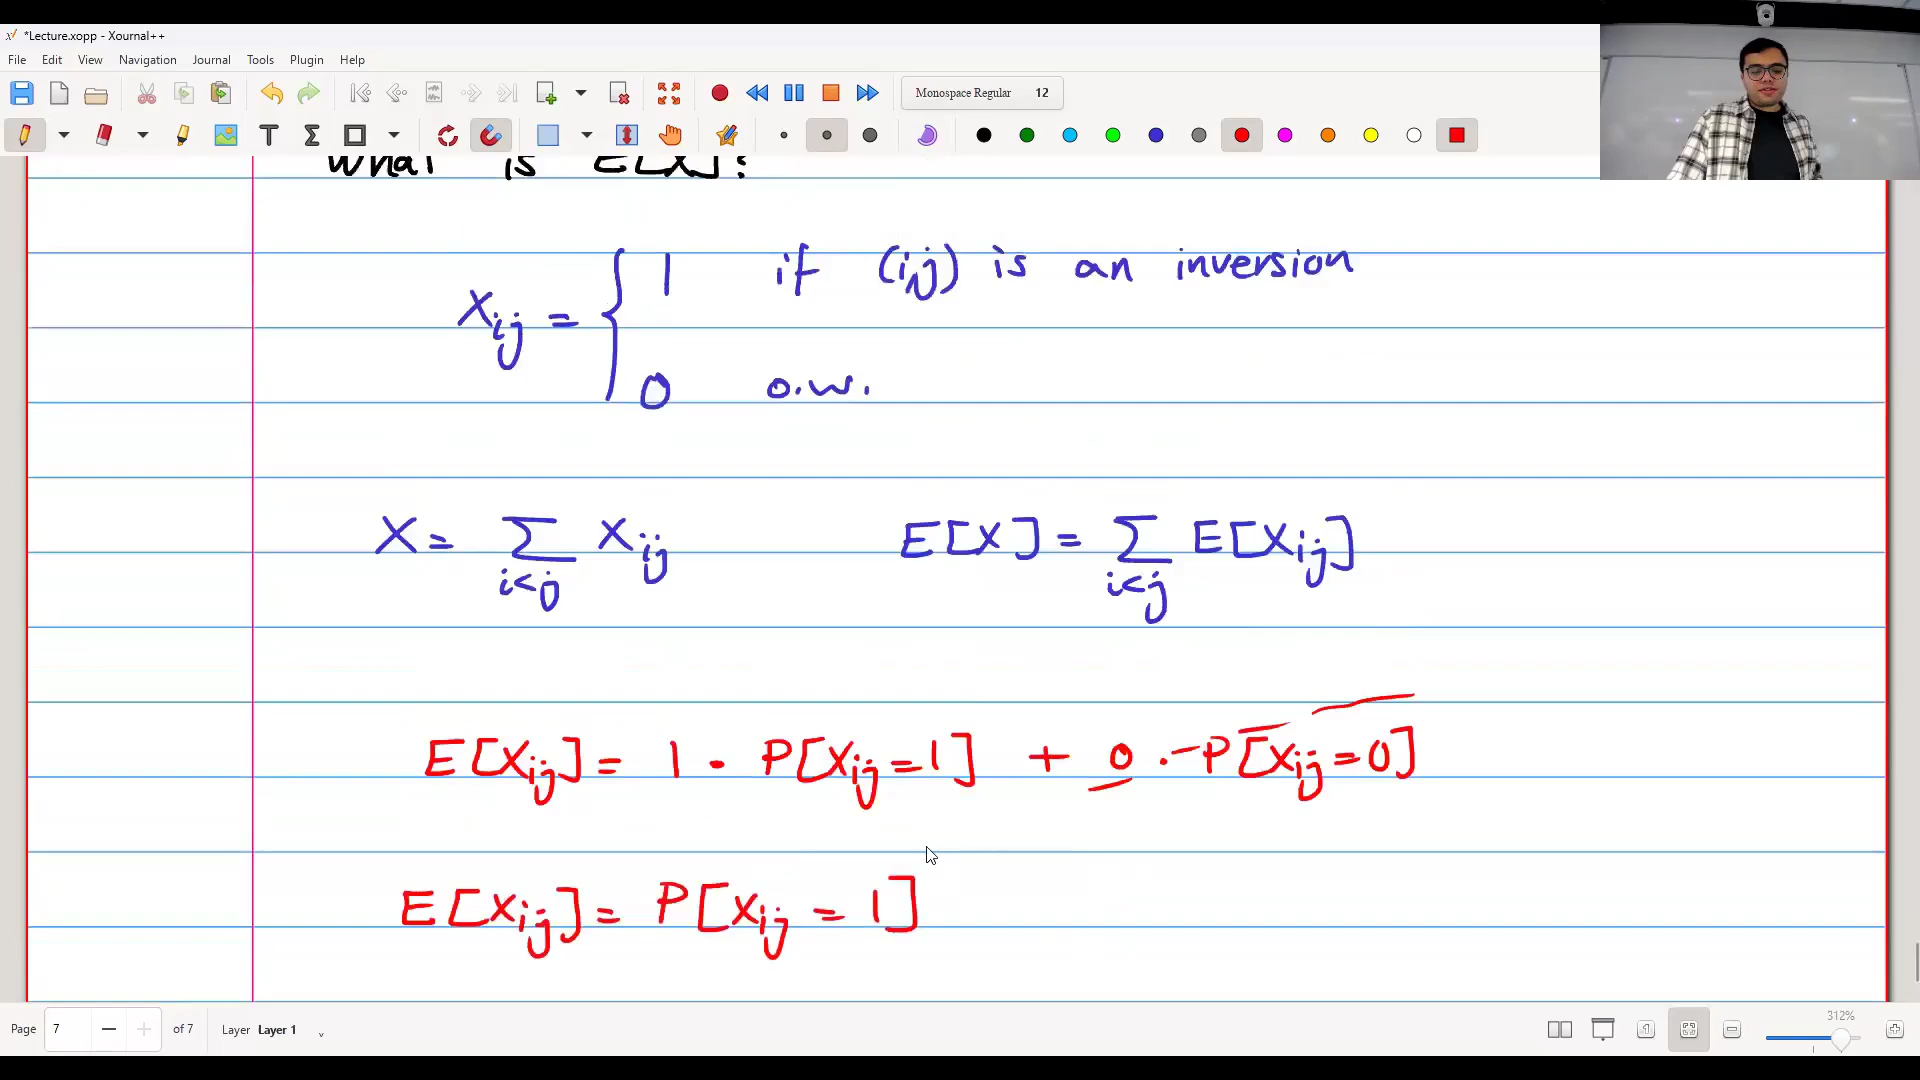 *Lecture.xopp - Xournal++
File Edit View Navigation Journal Tools Plugin Help
Monospace Regular 12
What is E[X]?
X_ij = { 1 if (i,j) is an inversion
0 o.w.
X = ∑_{i<j} X_ij E[X] = ∑_{i<j} E[X_ij]
E[X_ij] = 1 · P[X_ij = 1] + 0 · P[X_ij = 0]
E[X_ij] = P[X_ij = 1]
Page 7 of 7 Layer Layer 1 312%